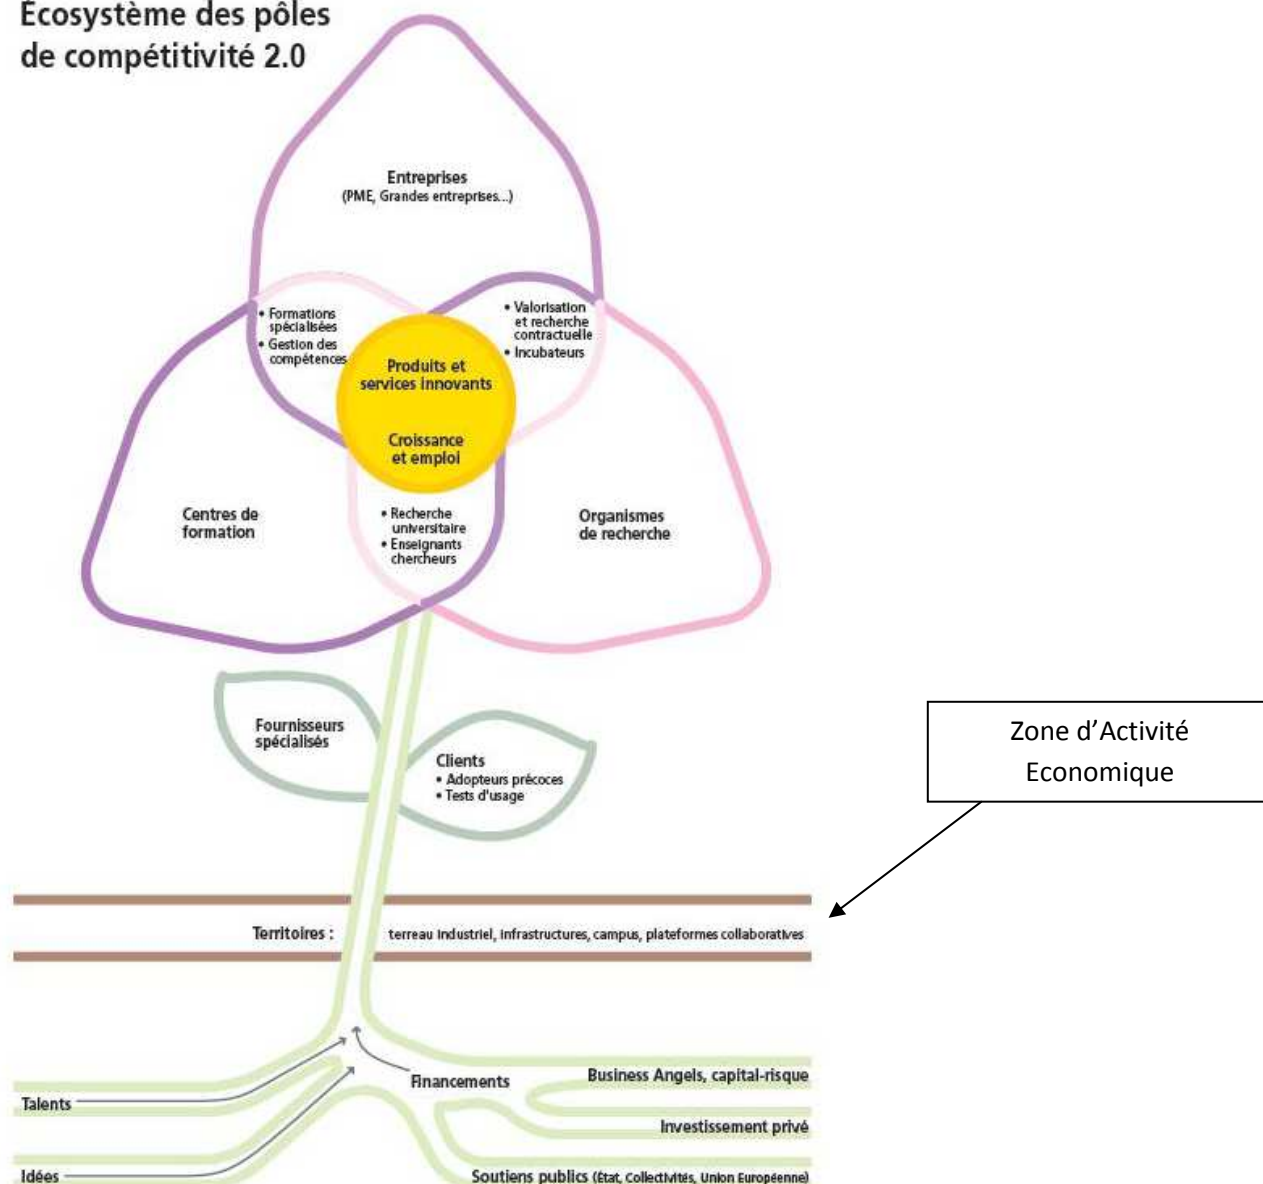 Écosystème des pôles
de compétitivité 2.0
Entreprises
(PME, Grandes entreprises...)
• Formations
spécialisées
• Gestion des
compétences
• Valorisation
et recherche
contractuelle
• Incubateurs
Produits et
services innovants
Croissance
et emploi
Centres de
formation
• Recherche
universitaire
• Enseignants
chercheurs
Organismes
de recherche
Fournisseurs
spécialisés
Clients
• Adopteurs précoces
• Tests d'usage
Zone d’Activité
Economique
Territoires :
terreau industriel, infrastructures, campus, plateformes collaboratives
Financements
Business Angels, capital-risque
Talents
Investissement privé
Idées
Soutiens publics (État, Collectivités, Union Européenne)